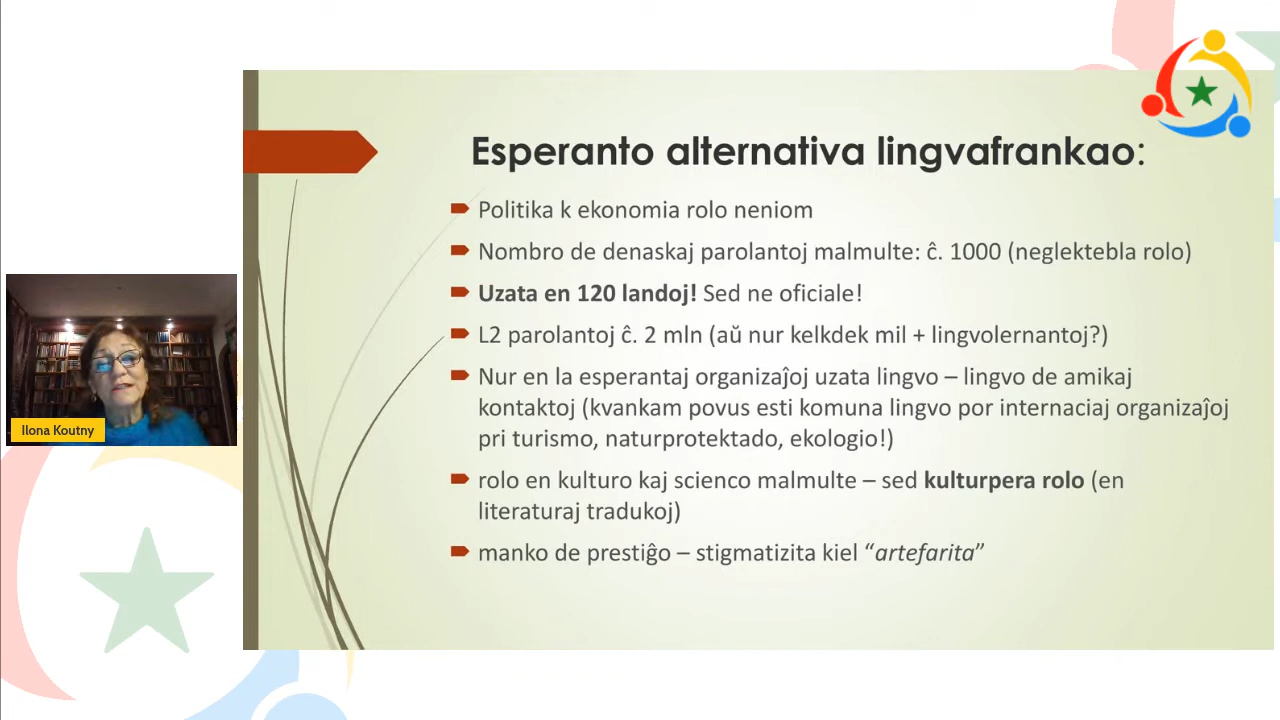 Esperanto alternativa lingvafrankao:
Politika k ekonomia rolo neniom
Nombro de denaskaj parolantoj malmulte: ĉ. 1000 (neglektebla rolo)
Uzata en 120 landoj! Sed ne oficiale!
L2 parolantoj ĉ. 2 mln (aŭ nur kelkdek mil + lingvolernantoj?)
Nur en la esperantaj organizaĵoj uzata lingvo – lingvo de amikaj
kontaktoj (kvankam povus esti komuna lingvo por internaciaj organizaĵoj
pri turismo, naturprotektado, ekologio!)
rolo en kulturo kaj scienco malmulte – sed kulturpera rolo (en
literaturaj tradukoj)
manko de prestiĝo – stigmatizita kiel “artefarita”
Ilona Koutny